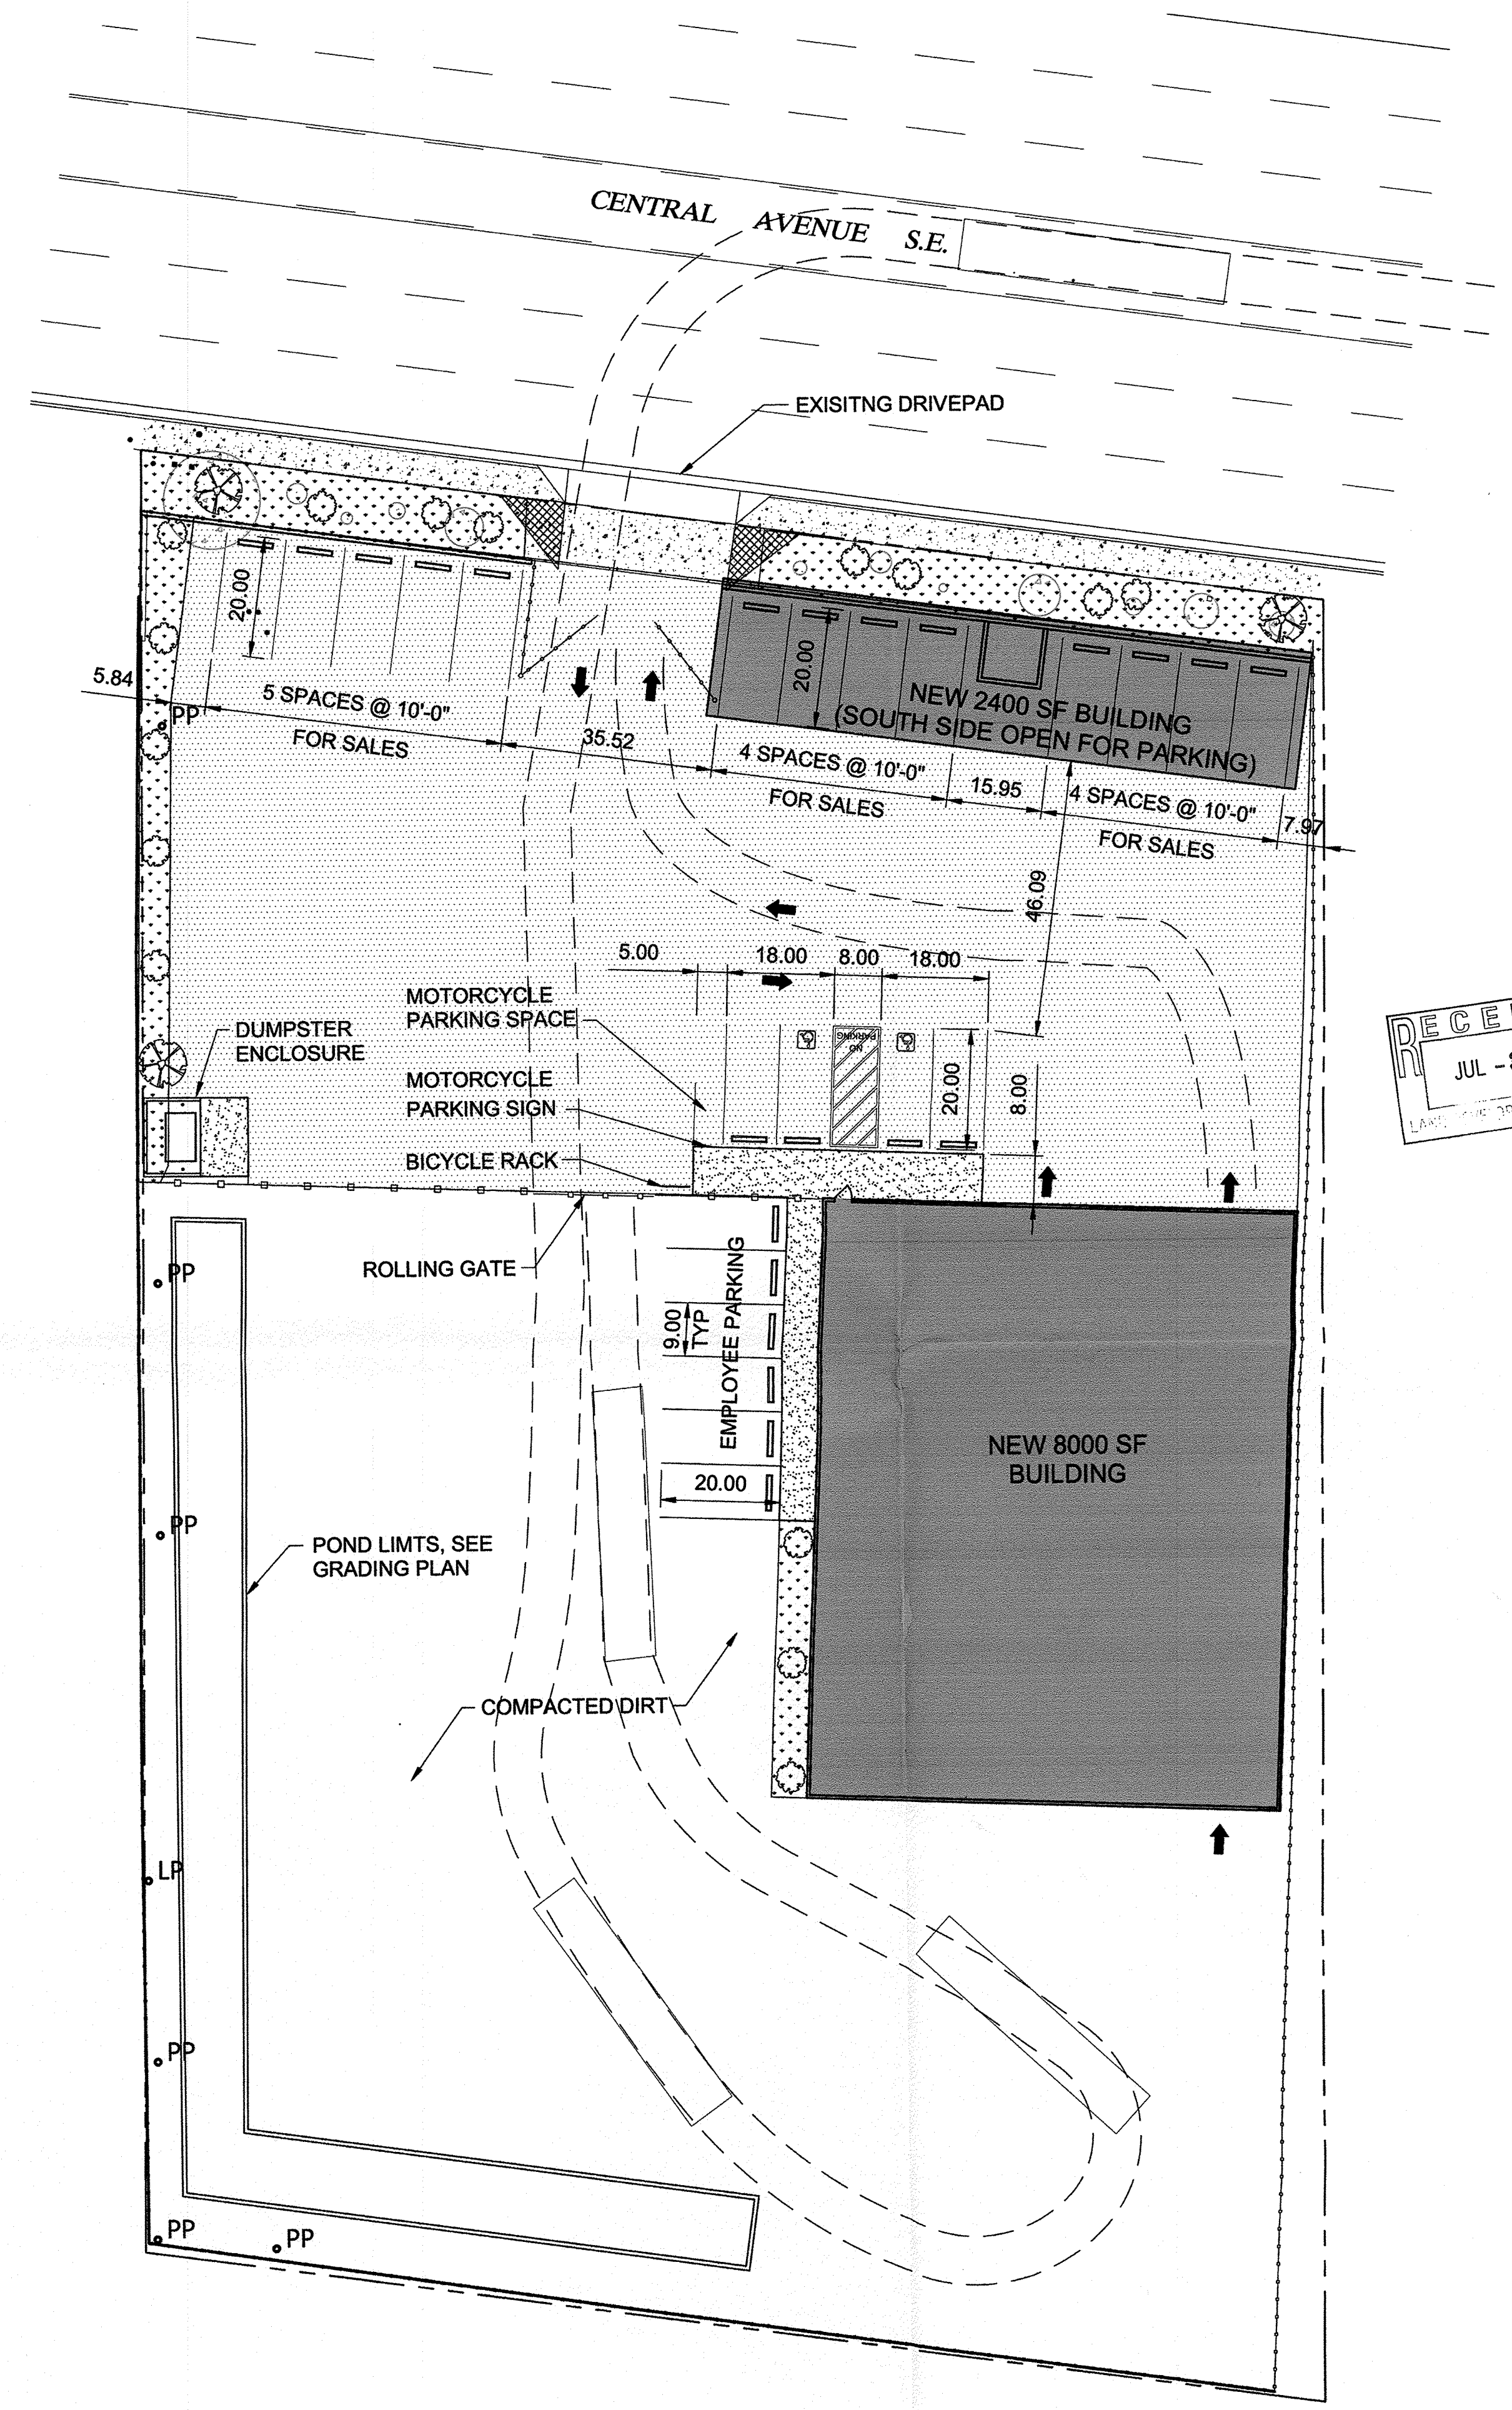 CENTRAL AVENUE S.E.
EXISITNG DRIVEPAD
20.00
5.84
PP
5 SPACES @ 10'-0"
FOR SALES
35.52
20.00
NEW 2400 SF BUILDING
(SOUTH SIDE OPEN FOR PARKING)
4 SPACES @ 10'-0"
FOR SALES
15.95
4 SPACES @ 10'-0"
FOR SALES
7.97
46.09
5.00
18.00
8.00
18.00
MOTORCYCLE
PARKING SPACE
DUMPSTER
ENCLOSURE
NO
PARKING
MOTORCYCLE
PARKING SIGN
20.00
8.00
BICYCLE RACK
JUL -
ROLLING GATE
PP
9.00
TYP
EMPLOYEE PARKING
20.00
NEW 8000 SF
BUILDING
PP
POND LIMTS, SEE
GRADING PLAN
COMPACTED DIRT
LP
PP
PP
PP